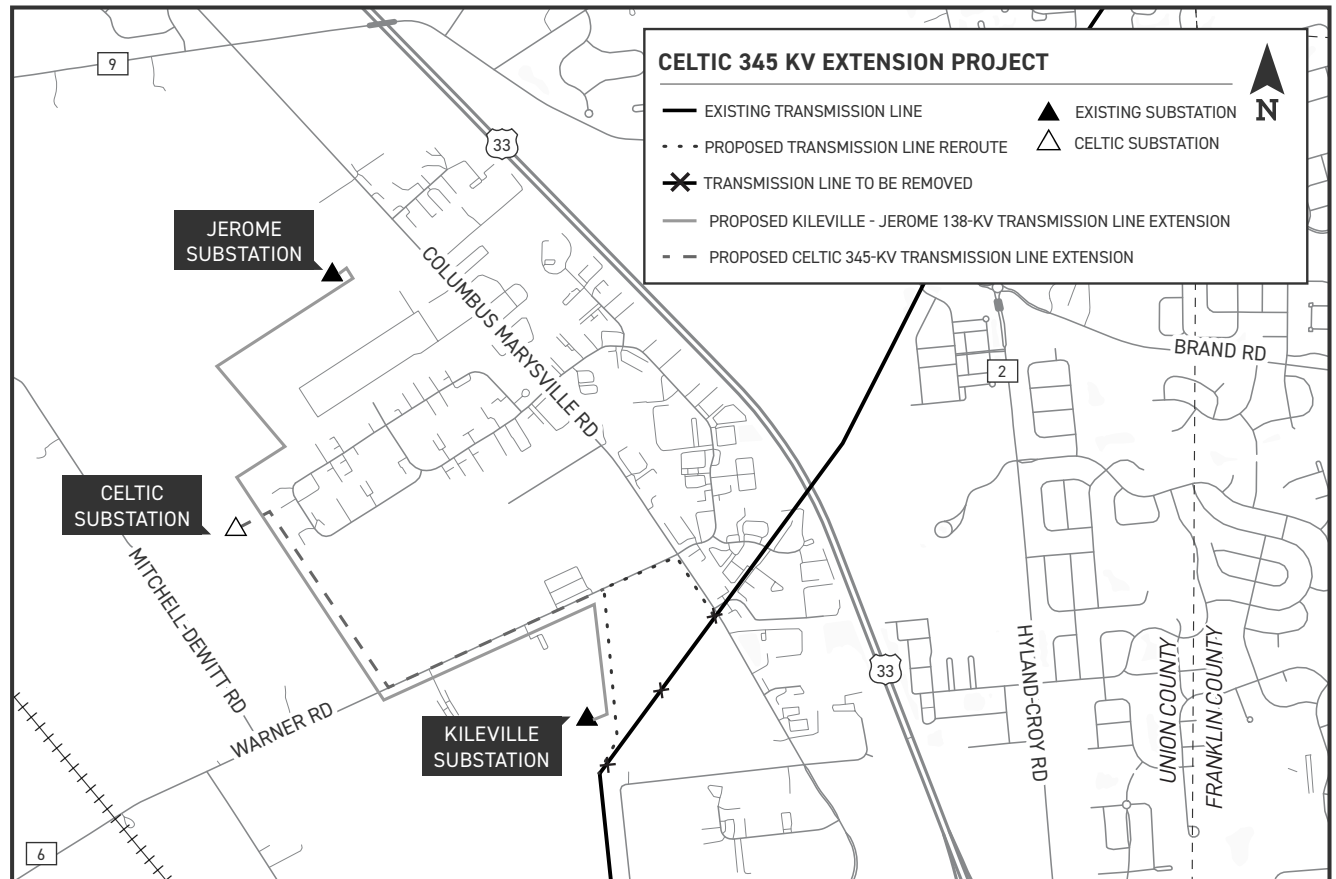 9
33
CELTIC 345 KV EXTENSION PROJECT
N
EXISTING TRANSMISSION LINE
PROPOSED TRANSMISSION LINE REROUTE
TRANSMISSION LINE TO BE REMOVED
PROPOSED KILEVILLE - JEROME 138-KV TRANSMISSION LINE EXTENSION
PROPOSED CELTIC 345-KV TRANSMISSION LINE EXTENSION
EXISTING SUBSTATION
CELTIC SUBSTATION
JEROME
SUBSTATION
COLUMBUS MARYSVILLE RD
BRAND RD
2
CELTIC
SUBSTATION
MITCHELL-DEWITT RD
WARNER RD
KILEVILLE
SUBSTATION
33
HYLAND-CROY RD
UNION COUNTY
FRANKLIN COUNTY
6